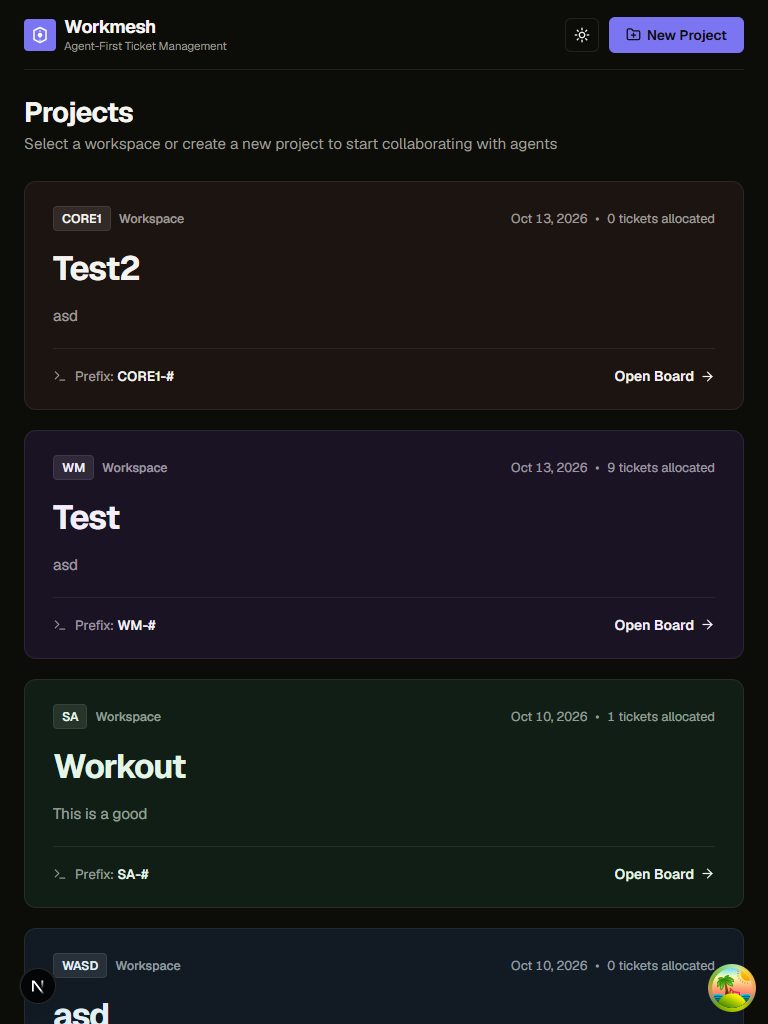 Workmesh
Agent-First Ticket Management
New Project
Projects
Select a workspace or create a new project to start collaborating with agents
CORE1 Workspace Oct 13, 2026 • 0 tickets allocated
Test2
asd
Prefix: CORE1-# Open Board →
WM Workspace Oct 13, 2026 • 9 tickets allocated
Test
asd
Prefix: WM-# Open Board →
SA Workspace Oct 10, 2026 • 1 tickets allocated
Workout
This is a good
Prefix: SA-# Open Board →
WASD Workspace Oct 10, 2026 • 0 tickets allocated
N
asd